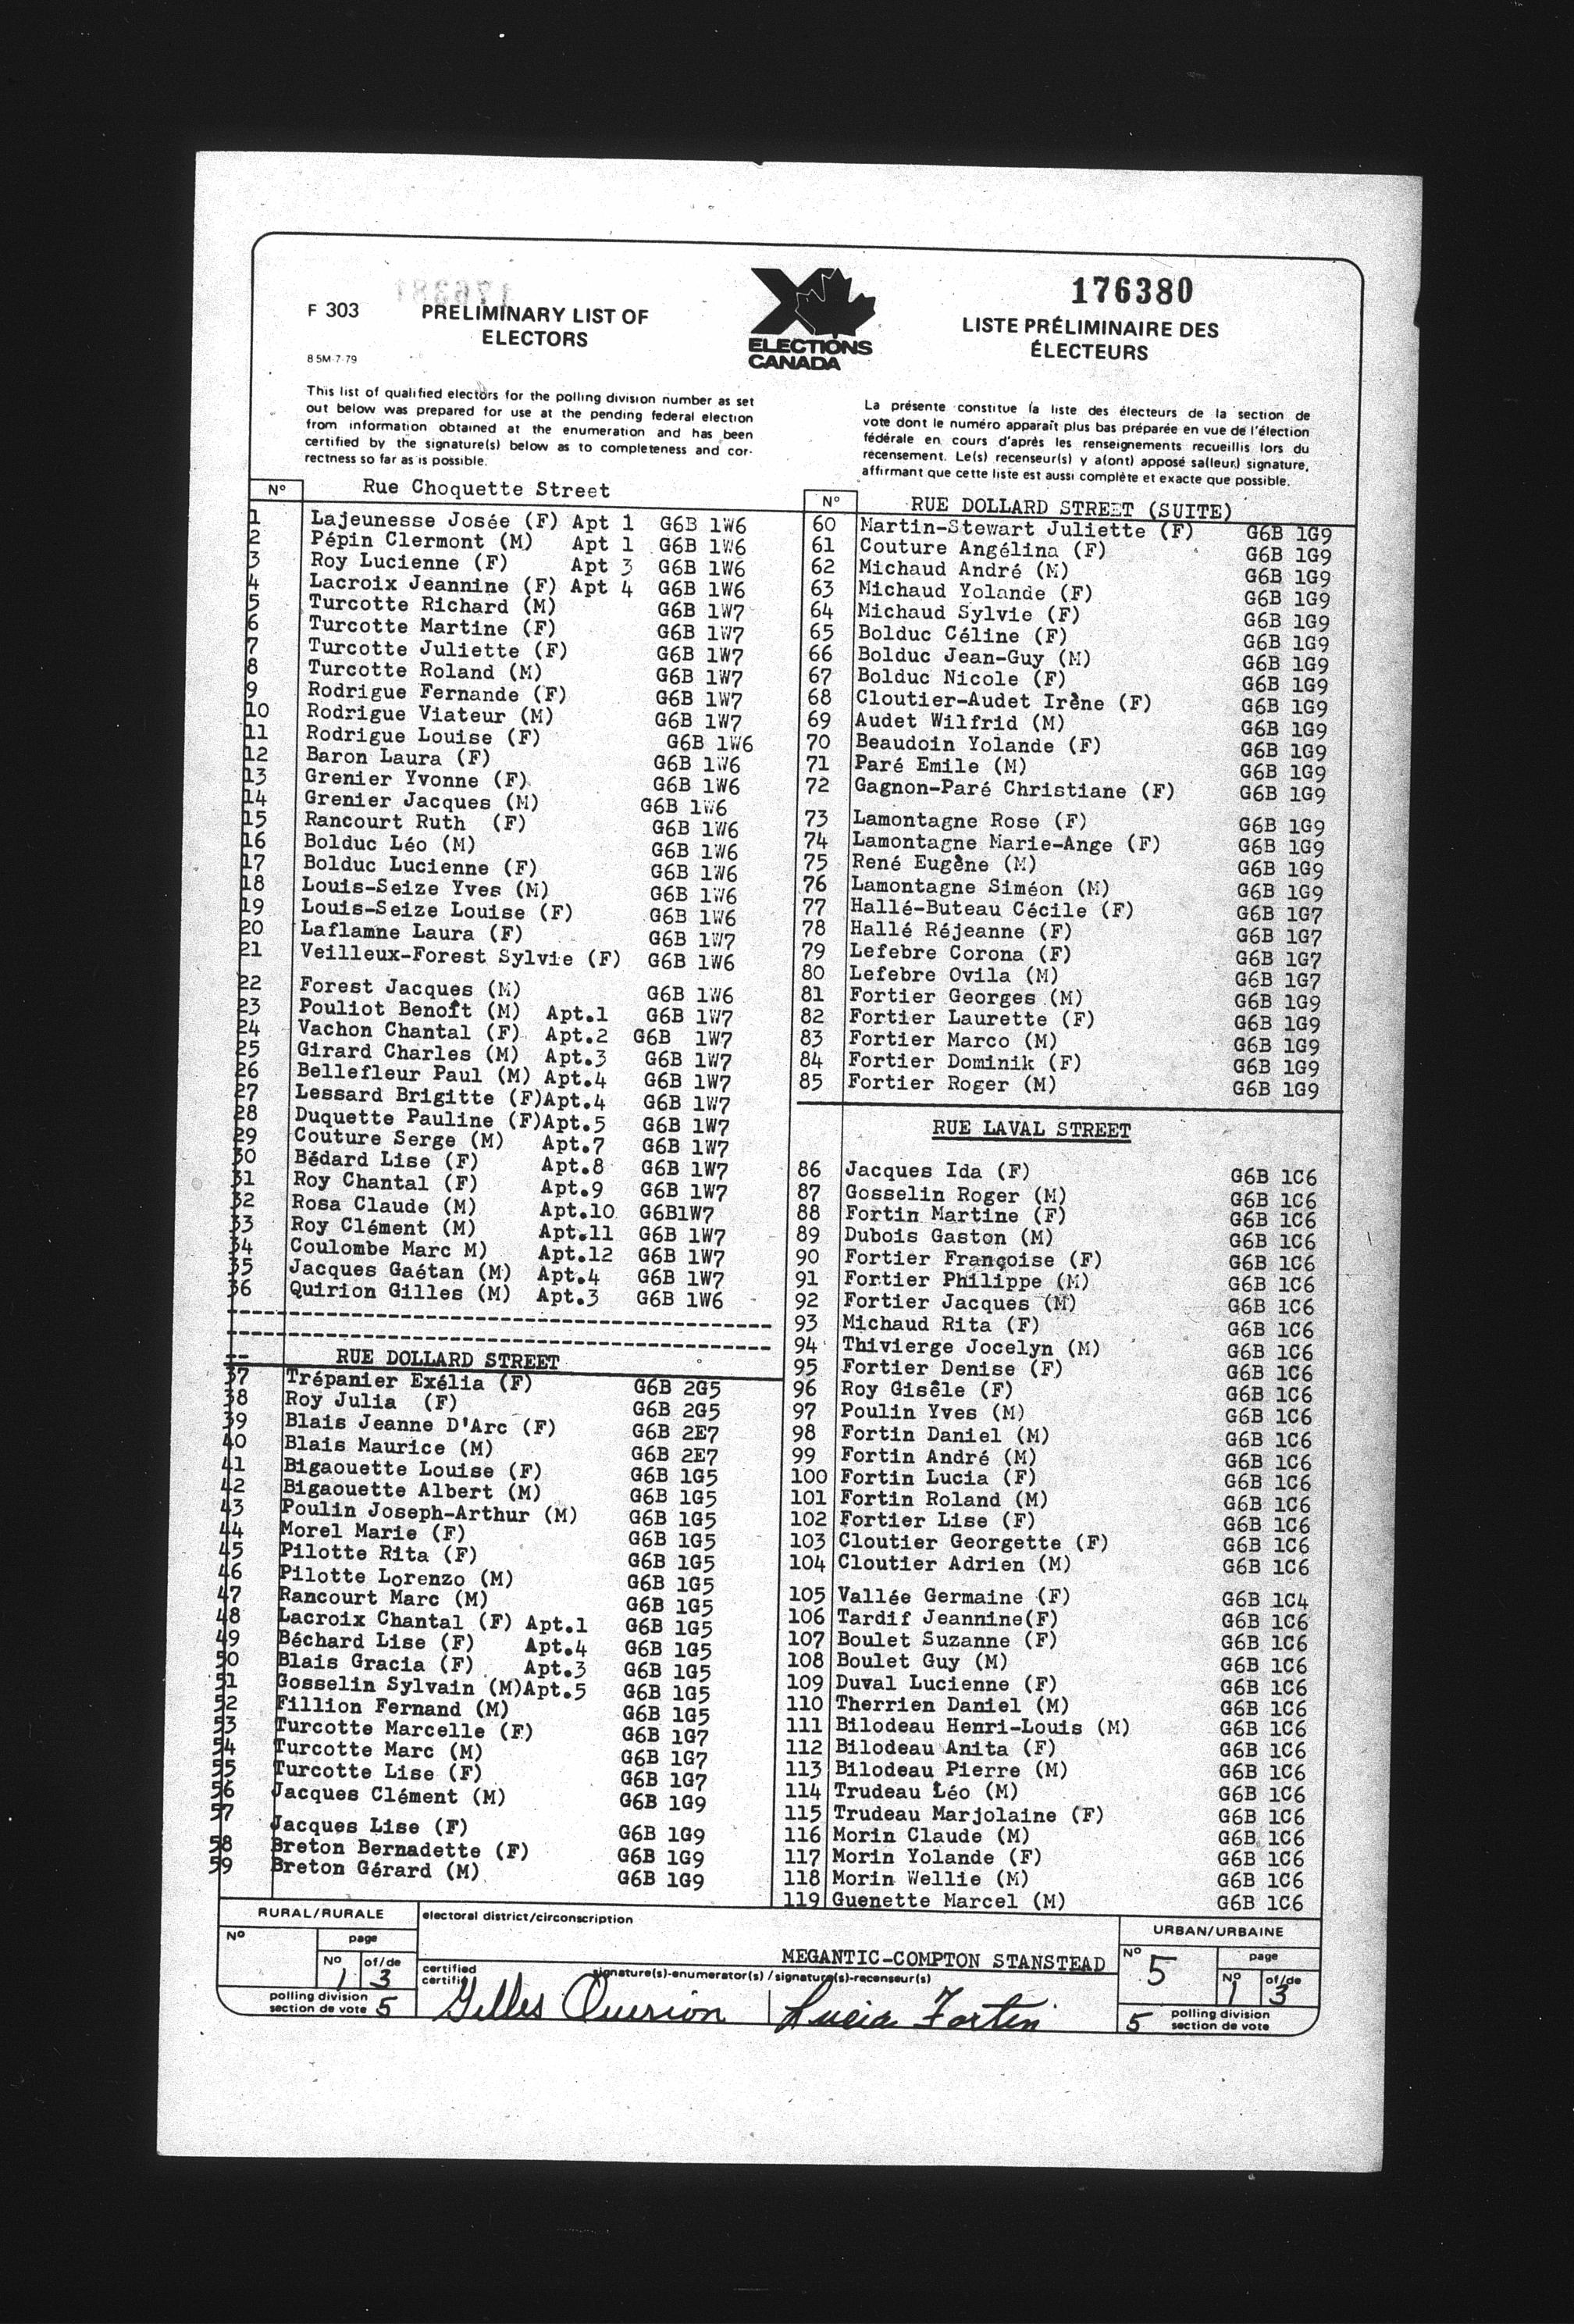 176380
F 303
PRELIMINARY LIST OF
ELECTORS
8 5M-7-79
ELECTIONS
CANADA
LISTE PRÉLIMINAIRE DES
ÉLECTEURS
This list of qualified electors for the polling division number as set
out below was prepared for use at the pending federal election
from information obtained at the enumeration and has been
certified by the signature(s) below as to completeness and cor-
rectness so far as is possible.
La présente constitue la liste des électeurs de la section de
vote dont le numéro apparaît plus bas préparée en vue de l'élection
fédérale en cours d'après les renseignements recueillis lors du
recensement. Le(s) recenseur(s) y a(ont) apposé sa(leur) signature,
affirmant que cette liste est aussi complète et exacte que possible.
Nº Rue Choquette Street
1 Lajeunesse Josée (F) Apt 1 G6B 1W6
2 Pépin Clermont (M) Apt 1 G6B 1W6
3 Roy Lucienne (F) Apt 3 G6B 1W6
4 Lacroix Jeannine (F) Apt 4 G6B 1W6
5 Turcotte Richard (M) G6B 1W7
6 Turcotte Martine (F) G6B 1W7
7 Turcotte Juliette (F) G6B 1W7
8 Turcotte Roland (M) G6B 1W7
9 Rodrigue Fernande (F) G6B 1W7
10 Rodrigue Viateur (M) G6B 1W7
11 Rodrigue Louise (F) G6B 1W6
12 Baron Laura (F) G6B 1W6
13 Grenier Yvonne (F) G6B 1W6
14 Grenier Jacques (M) G6B 1W6
15 Rancourt Ruth (F) G6B 1W6
16 Bolduc Léo (M) G6B 1W6
17 Bolduc Lucienne (F) G6B 1W6
18 Louis-Seize Yves (M) G6B 1W6
19 Louis-Seize Louise (F) G6B 1W6
20 Laflamne Laura (F) G6B 1W7
21 Veilleux-Forest Sylvie (F) G6B 1W6
22 Forest Jacques (M) G6B 1W6
23 Pouliot Benoît (M) Apt.1 G6B 1W7
24 Vachon Chantal (F) Apt.2 G6B 1W7
25 Girard Charles (M) Apt.3 G6B 1W7
26 Bellefleur Paul (M) Apt.4 G6B 1W7
27 Lessard Brigitte (F)Apt.4 G6B 1W7
28 Duquette Pauline (F)Apt.5 G6B 1W7
29 Couture Serge (M) Apt.7 G6B 1W7
30 Bédard Lise (F) Apt.8 G6B 1W7
31 Roy Chantal (F) Apt.9 G6B 1W7
32 Rosa Claude (M) Apt.10 G6B1W7
33 Roy Clément (M) Apt.11 G6B 1W7
34 Coulombe Marc M) Apt.12 G6B 1W7
35 Jacques Gaétan (M) Apt.4 G6B 1W7
36 Quirion Gilles (M) Apt.3 G6B 1W6
RUE DOLLARD STREET
37 Trépanier Exélia (F) G6B 2G5
38 Roy Julia (F) G6B 2G5
39 Blais Jeanne D'Arc (F) G6B 2E7
40 Blais Maurice (M) G6B 2E7
41 Bigaouette Louise (F) G6B 1G5
42 Bigaouette Albert (M) G6B 1G5
43 Poulin Joseph-Arthur (M) G6B 1G5
44 Morel Marie (F) G6B 1G5
45 Pilotte Rita (F) G6B 1G5
46 Pilotte Lorenzo (M) G6B 1G5
47 Rancourt Marc (M) G6B 1G5
48 Lacroix Chantal (F) Apt.1 G6B 1G5
49 Béchard Lise (F) Apt.4 G6B 1G5
50 Blais Gracia (F) Apt.3 G6B 1G5
51 Gosselin Sylvain (M)Apt.5 G6B 1G5
52 Fillion Fernand (M) G6B 1G5
53 Turcotte Marcelle (F) G6B 1G7
54 Turcotte Marc (M) G6B 1G7
55 Turcotte Lise (F) G6B 1G7
56 Jacques Clément (M) G6B 1G9
57 Jacques Lise (F) G6B 1G9
58 Breton Bernadette (F) G6B 1G9
59 Breton Gérard (M) G6B 1G9
Nº RUE DOLLARD STREET (SUITE)
60 Martin-Stewart Juliette (F) G6B 1G9
61 Couture Angélina (F) G6B 1G9
62 Michaud André (M) G6B 1G9
63 Michaud Yolande (F) G6B 1G9
64 Michaud Sylvie (F) G6B 1G9
65 Bolduc Céline (F) G6B 1G9
66 Bolduc Jean-Guy (M) G6B 1G9
67 Bolduc Nicole (F) G6B 1G9
68 Cloutier-Audet Irène (F) G6B 1G9
69 Audet Wilfrid (M) G6B 1G9
70 Beaudoin Yolande (F) G6B 1G9
71 Paré Emile (M) G6B 1G9
72 Gagnon-Paré Christiane (F) G6B 1G9
73 Lamontagne Rose (F) G6B 1G9
74 Lamontagne Marie-Ange (F) G6B 1G9
75 René Eugène (M) G6B 1G9
76 Lamontagne Siméon (M) G6B 1G9
77 Hallé-Buteau Cécile (F) G6B 1G7
78 Hallé Réjeanne (F) G6B 1G7
79 Lefebre Corona (F) G6B 1G7
80 Lefebre Ovila (M) G6B 1G7
81 Fortier Georges (M) G6B 1G9
82 Fortier Laurette (F) G6B 1G9
83 Fortier Marco (M) G6B 1G9
84 Fortier Dominik (F) G6B 1G9
85 Fortier Roger (M) G6B 1G9
RUE LAVAL STREET
86 Jacques Ida (F) G6B 1C6
87 Gosselin Roger (M) G6B 1C6
88 Fortin Martine (F) G6B 1C6
89 Dubois Gaston (M) G6B 1C6
90 Fortier Françoise (F) G6B 1C6
91 Fortier Philippe (M) G6B 1C6
92 Fortier Jacques (M) G6B 1C6
93 Michaud Rita (F) G6B 1C6
94 Thivierge Jocelyn (M) G6B 1C6
95 Fortier Denise (F) G6B 1C6
96 Roy Gisêle (F) G6B 1C6
97 Poulin Yves (M) G6B 1C6
98 Fortin Daniel (M) G6B 1C6
99 Fortin André (M) G6B 1C6
100 Fortin Lucia (F) G6B 1C6
101 Fortin Roland (M) G6B 1C6
102 Fortier Lise (F) G6B 1C6
103 Cloutier Georgette (F) G6B 1C6
104 Cloutier Adrien (M) G6B 1C6
105 Vallée Germaine (F) G6B 1C4
106 Tardif Jeannine(F) G6B 1C6
107 Boulet Suzanne (F) G6B 1C6
108 Boulet Guy (M) G6B 1C6
109 Duval Lucienne (F) G6B 1C6
110 Therrien Daniel (M) G6B 1C6
111 Bilodeau Henri-Louis (M) G6B 1C6
112 Bilodeau Anita (F) G6B 1C6
113 Bilodeau Pierre (M) G6B 1C6
114 Trudeau Léo (M) G6B 1C6
115 Trudeau Marjolaine (F) G6B 1C6
116 Morin Claude (M) G6B 1C6
117 Morin Yolande (F) G6B 1C6
118 Morin Wellie (M) G6B 1C6
119 Guenette Marcel (M) G6B 1C6
RURAL/RURALE
Nº page
Nº 1 of/de 3
polling division
section de vote 5
electoral district/circonscription
MEGANTIC-COMPTON STANSTEAD
certified
certifié
signature(s)-enumerator(s)/signature(s)-recenseur(s)
Gilles Quirion Lucia Fortin
URBAN/URBAINE
Nº 5 page
Nº 1 of/de 3
5 polling division
section de vote